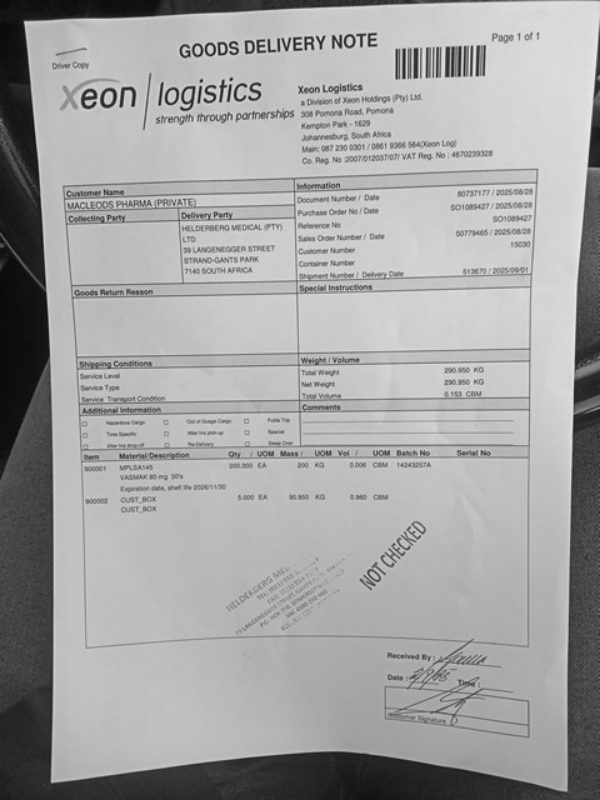 GOODS DELIVERY NOTE
Page 1 of 1
Driver Copy
xeon logistics
strength through partnerships
Xeon Logistics
a Division of Xeon Holdings (Pty) Ltd.
308 Pomona Road, Pomona
Kempton Park - 1629
Johannesburg, South Africa
Main: 087 230 0301 / 0861 9366 564(Xeon Log)
Co. Reg. No :2007/012037/07/ VAT Reg. No : 4670239328
Customer Name
MACLEODS PHARMA (PRIVATE)
Collecting Party
Delivery Party
HELDERBERG MEDICAL (PTY)
LTD
39 LANGENEGGER STREET
STRAND-GANTS PARK
7140 SOUTH AFRICA
Information
Document Number / Date 80737177 / 2025/08/28
Purchase Order No / Date SO1089427 / 2025/08/28
Reference No SO1089427
Sales Order Number / Date 50779465 / 2025/08/28
Customer Number 15030
Container Number
Shipment Number / Delivery Date 513670 / 2025/09/01
Goods Return Reason
Special Instructions
Shipping Conditions
Service Level
Service Type
Service Transport Condition
Weight / Volume
Total Weight 290.950 KG
Net Weight 290.950 KG
Total Volume 0.153 CBM
Additional Information
Hazardous Cargo Out of Guage Cargo Futile Trip
Time Specific After hrs pick-up Special
After hrs drop-off Re-Delivery Sleep Over
Comments
Item Material/Description Qty / UOM Mass / UOM Vol / UOM Batch No Serial No
900001 MPLSA145 200.000 EA 200 KG 0.006 CBM 14243257A
VASMAK 80 mg 30's
Expiration date, shelf life 2026/11/30
900002 CUST_BOX 5.000 EA 90.950 KG 0.960 CBM
CUST_BOX
HELDERBERG
NOT CHECKED
Received By :
Date : Time :
Customer Signature